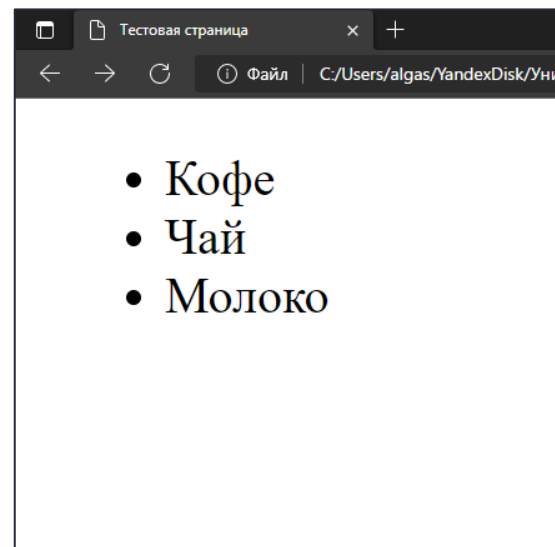 Тестовая страница
Файл C:/Users/algas/YandexDisk/Уни
Кофе
Чай
Молоко